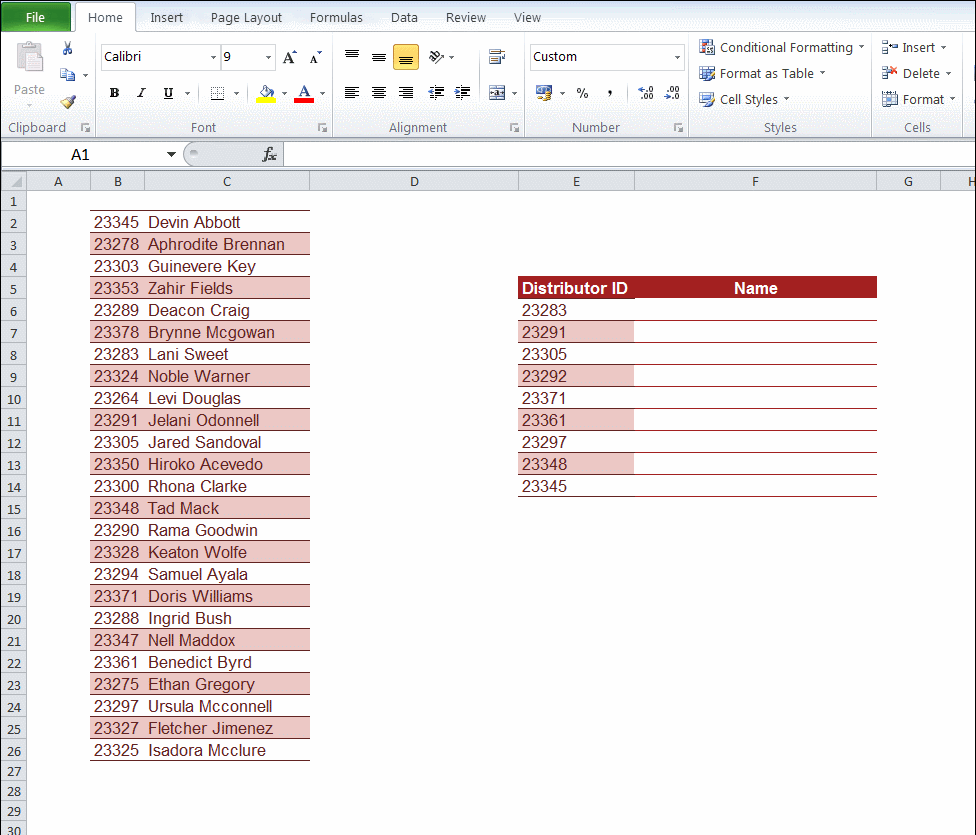 File Home Insert Page Layout Formulas Data Review View
Calibri 9 A A Custom Conditional Formatting Insert
Paste Format as Table Delete
B I U A % , .0 .00 .00 .0 Cell Styles Format
Clipboard Font Alignment Number Styles Cells
A1 fx
A B C D E F G H
1
2 23345 Devin Abbott
3 23278 Aphrodite Brennan
4 23303 Guinevere Key
5 23353 Zahir Fields Distributor ID Name
6 23289 Deacon Craig 23283
7 23378 Brynne Mcgowan 23291
8 23283 Lani Sweet 23305
9 23324 Noble Warner 23292
10 23264 Levi Douglas 23371
11 23291 Jelani Odonnell 23361
12 23305 Jared Sandoval 23297
13 23350 Hiroko Acevedo 23348
14 23300 Rhona Clarke 23345
15 23348 Tad Mack
16 23290 Rama Goodwin
17 23328 Keaton Wolfe
18 23294 Samuel Ayala
19 23371 Doris Williams
20 23288 Ingrid Bush
21 23347 Nell Maddox
22 23361 Benedict Byrd
23 23275 Ethan Gregory
24 23297 Ursula Mcconnell
25 23327 Fletcher Jimenez
26 23325 Isadora Mcclure
27
28
29
30